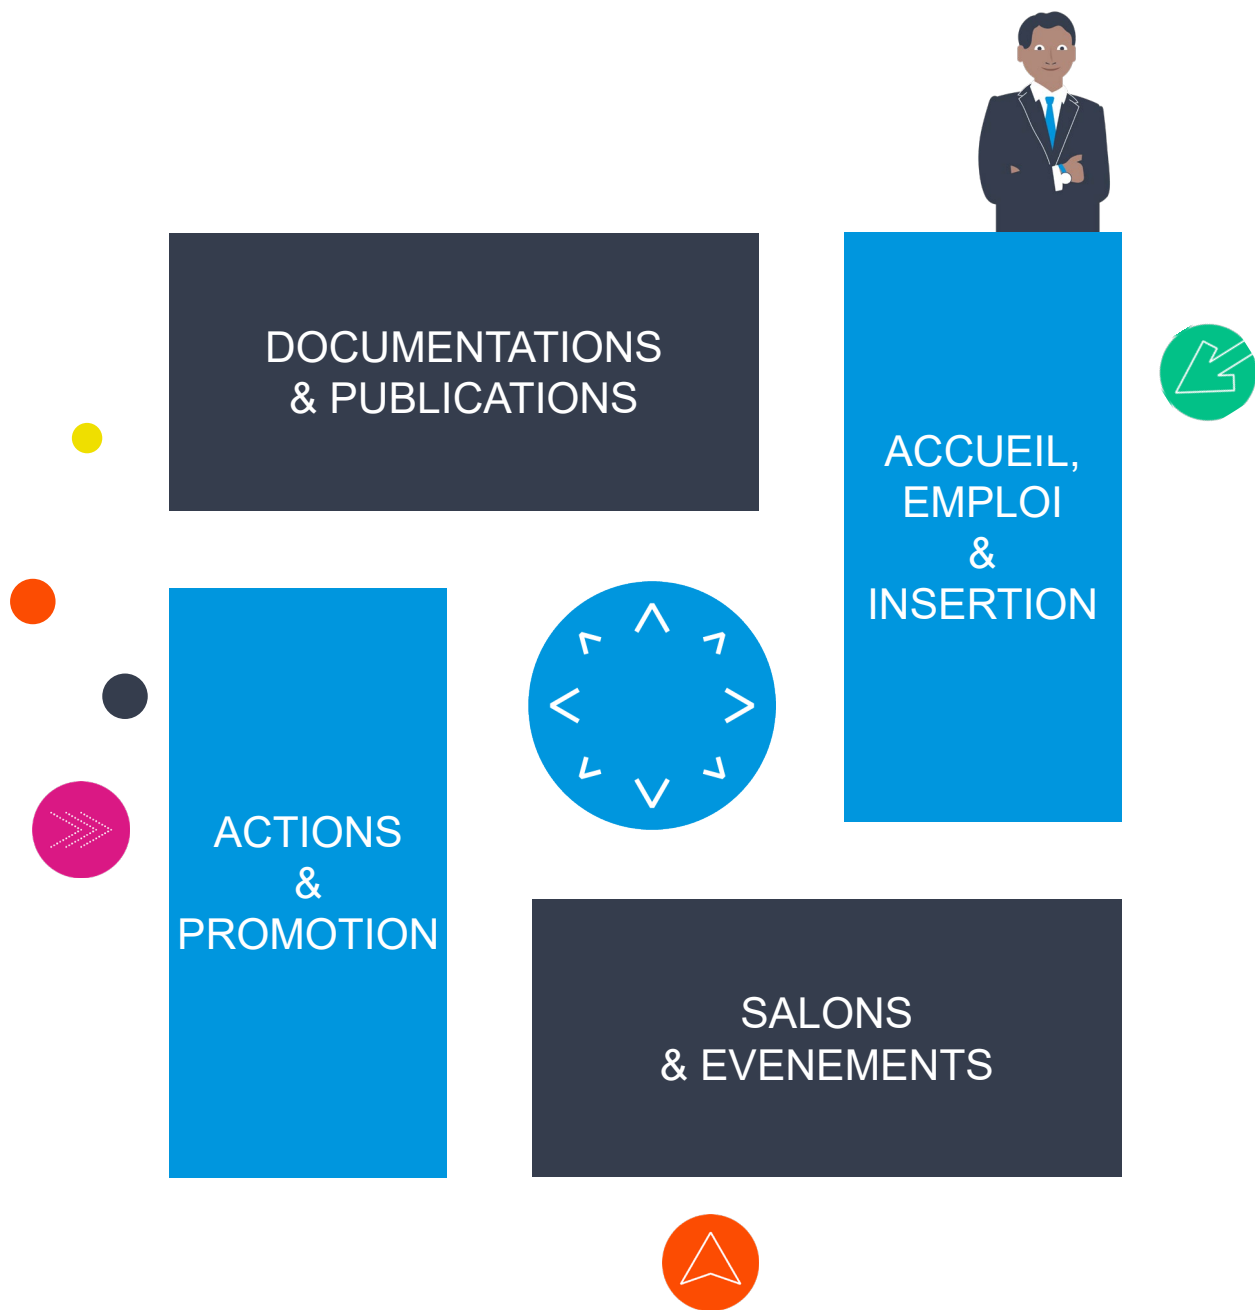 DOCUMENTATIONS
& PUBLICATIONS
ACCUEIL,
EMPLOI
&
INSERTION
ACTIONS
&
PROMOTION
SALONS
& EVENEMENTS